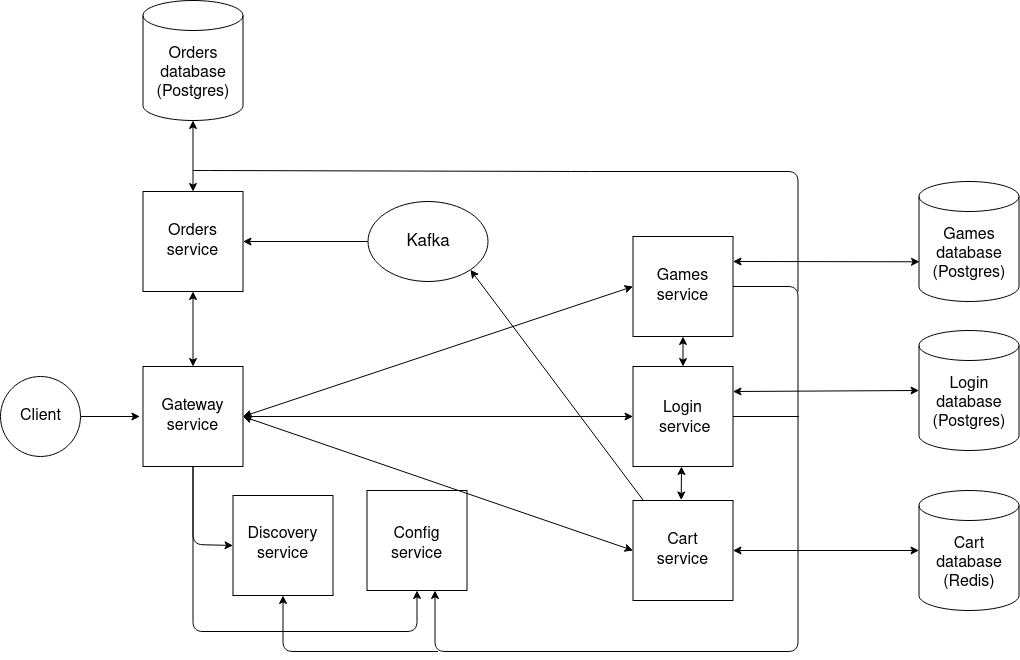 Orders
database
(Postgres)
Orders
service
Kafka
Games
service
Games
database
(Postgres)
Client
Gateway
service
Login
service
Login
database
(Postgres)
Discovery
service
Config
service
Cart
service
Cart
database
(Redis)